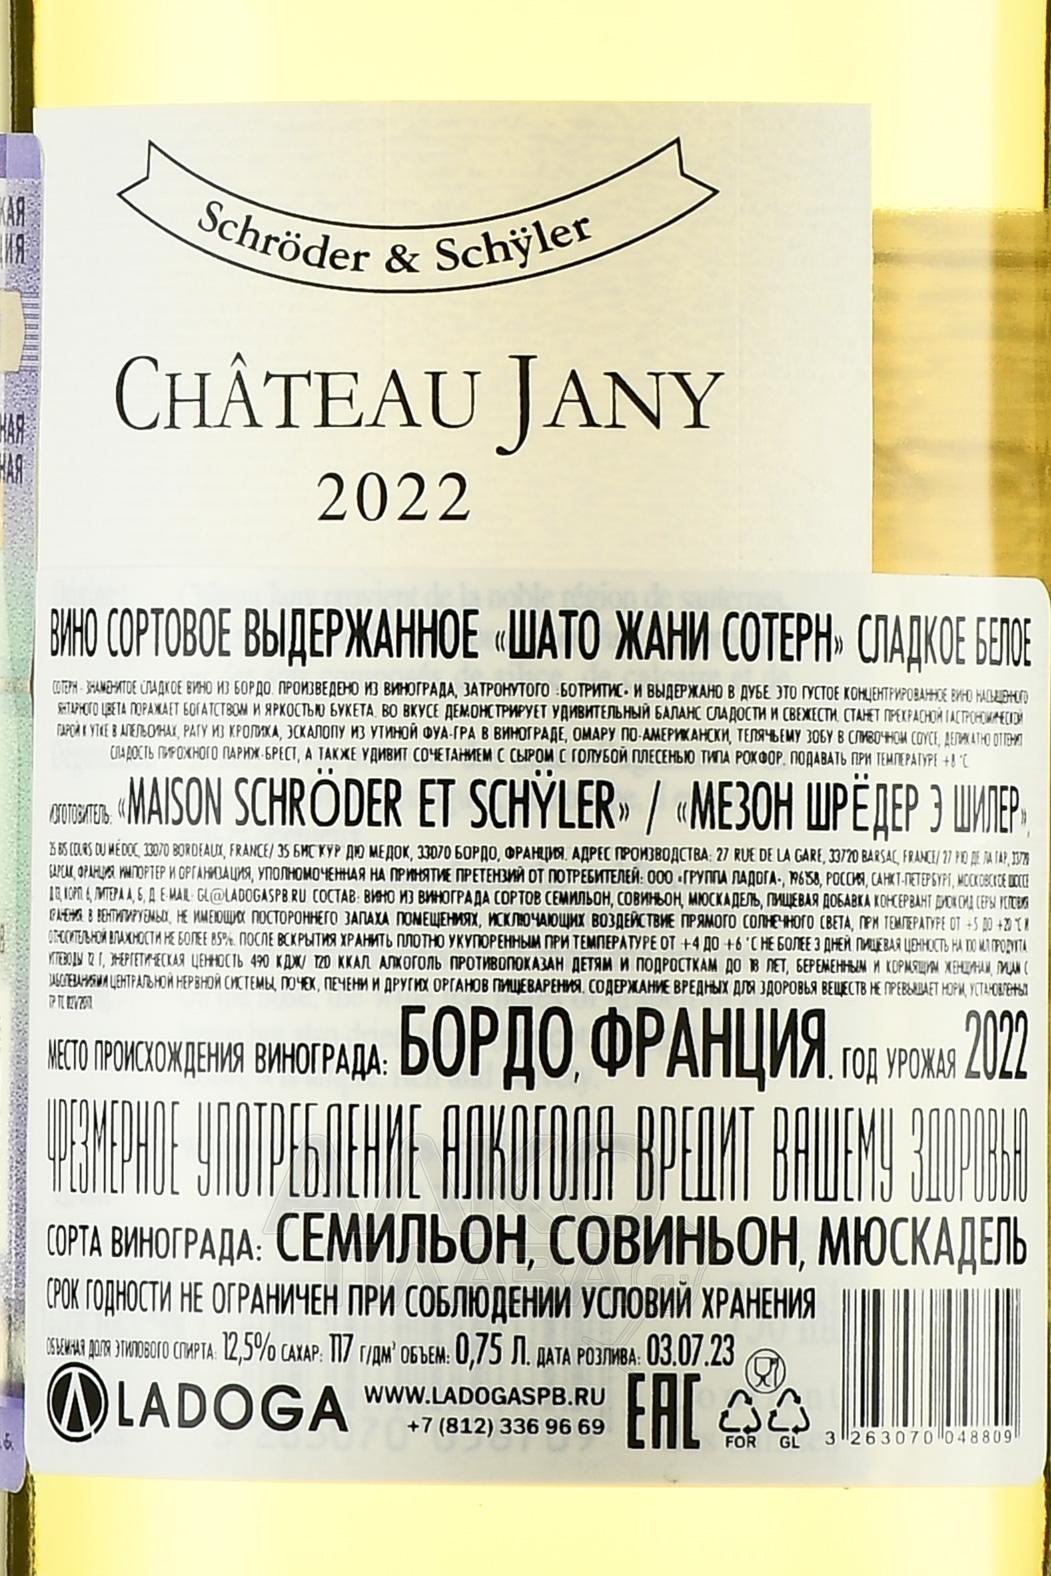 Schröder & Schÿler
CHÂTEAU JANY
2022
ВИНО СОРТОВОЕ ВЫДЕРЖАННОЕ «ШАТО ЖАНИ СОТЕРН» СЛАДКОЕ БЕЛОЕ
СОТЕРН - ЗНАМЕНИТОЕ СЛАДКОЕ ВИНО ИЗ БОРДО. ПРОИЗВЕДЕНО ИЗ ВИНОГРАДА, ЗАТРОНУТОГО «БОТРИТИС» И ВЫДЕРЖАНО В ДУБЕ. ЭТО ГУСТОЕ КОНЦЕНТРИРОВАННОЕ ВИНО НАСЫЩЕННОГО
ЯНТАРНОГО ЦВЕТА ПОРАЖАЕТ БОГАТСТВОМ И ЯРКОСТЬЮ БУКЕТА. ВО ВКУСЕ ДЕМОНСТРИРУЕТ УДИВИТЕЛЬНЫЙ БАЛАНС СЛАДОСТИ И СВЕЖЕСТИ. СТАНЕТ ПРЕКРАСНОЙ ГАСТРОНОМИЧЕСКОЙ
ПАРОЙ К УТКЕ В АПЕЛЬСИНАХ, РАГУ ИЗ КРОЛИКА, ЭСКАЛОПУ ИЗ УТИНОЙ ФУА-ГРА В ВИНОГРАДЕ, ОМАРУ ПО-АМЕРИКАНСКИ, ТЕЛЯЧЬЕМУ ЗОБУ В СЛИВОЧНОМ СОУСЕ, ДЕЛИКАТНО ОТТЕНИТ
СЛАДОСТЬ ПИРОЖНОГО ПАРИЖ-БРЕСТ, А ТАКЖЕ УДИВИТ СОЧЕТАНИЕМ С СЫРОМ С ГОЛУБОЙ ПЛЕСЕНЬЮ ТИПА РОКФОР. ПОДАВАТЬ ПРИ ТЕМПЕРАТУРЕ +8 °С
ИЗГОТОВИТЕЛЬ: «MAISON SCHRÖDER ET SCHŸLER» / «МЕЗОН ШРЁДЕР Э ШИЛЕР»,
35 BIS COURS DU MÉDOC, 33070 BORDEAUX, FRANCE/ 35 БИС КУР ДЮ МЕДОК, 33070 БОРДО, ФРАНЦИЯ. АДРЕС ПРОИЗВОДСТВА: 27 RUE DE LA GARE, 33720 BARSAC, FRANCE/ 27 РЮ ДЕ ЛА ГАР, 33720
БАРСАК, ФРАНЦИЯ. ИМПОРТЕР И ОРГАНИЗАЦИЯ, УПОЛНОМОЧЕННАЯ НА ПРИНЯТИЕ ПРЕТЕНЗИЙ ОТ ПОТРЕБИТЕЛЕЙ: ООО «ГРУППА ЛАДОГА», 196158, РОССИЯ, САНКТ-ПЕТЕРБУРГ, МОСКОВСКОЕ ШОССЕ
КОРП. 6, ЛИТЕРА А, Б, Д. E-MAIL: GL@LADOGASPB.RU СОСТАВ: ВИНО ИЗ ВИНОГРАДА СОРТОВ СЕМИЛЬОН, СОВИНЬОН, МЮСКАДЕЛЬ, ПИЩЕВАЯ ДОБАВКА КОНСЕРВАНТ ДИОКСИД СЕРЫ. УСЛОВИЯ
ХРАНЕНИЯ: В ВЕНТИЛИРУЕМЫХ, НЕ ИМЕЮЩИХ ПОСТОРОННЕГО ЗАПАХА ПОМЕЩЕНИЯХ, ИСКЛЮЧАЮЩИХ ВОЗДЕЙСТВИЕ ПРЯМОГО СОЛНЕЧНОГО СВЕТА, ПРИ ТЕМПЕРАТУРЕ ОТ +5 ДО +20 °С И
ОТНОСИТЕЛЬНОЙ ВЛАЖНОСТИ НЕ БОЛЕЕ 85%. ПОСЛЕ ВСКРЫТИЯ ХРАНИТЬ ПЛОТНО УКУПОРЕННЫМ ПРИ ТЕМПЕРАТУРЕ ОТ +4 ДО +6 °С НЕ БОЛЕЕ 3 ДНЕЙ. ПИЩЕВАЯ ЦЕННОСТЬ НА 100 МЛ ПРОДУКТА:
УГЛЕВОДЫ 12 Г, ЭНЕРГЕТИЧЕСКАЯ ЦЕННОСТЬ 490 КДЖ/ 120 ККАЛ. АЛКОГОЛЬ ПРОТИВОПОКАЗАН ДЕТЯМ И ПОДРОСТКАМ ДО 18 ЛЕТ, БЕРЕМЕННЫМ И КОРМЯЩИМ ЖЕНЩИНАМ, ЛИЦАМ С
ЗАБОЛЕВАНИЯМИ ЦЕНТРАЛЬНОЙ НЕРВНОЙ СИСТЕМЫ, ПОЧЕК, ПЕЧЕНИ И ДРУГИХ ОРГАНОВ ПИЩЕВАРЕНИЯ. СОДЕРЖАНИЕ ВРЕДНЫХ ДЛЯ ЗДОРОВЬЯ ВЕЩЕСТВ НЕ ПРЕВЫШАЕТ НОРМ, УСТАНОВЛЕННЫХ
ТР ТС 021/2011
МЕСТО ПРОИСХОЖДЕНИЯ ВИНОГРАДА: БОРДО, ФРАНЦИЯ. ГОД УРОЖАЯ 2022
ЧРЕЗМЕРНОЕ УПОТРЕБЛЕНИЕ АЛКОГОЛЯ ВРЕДИТ ВАШЕМУ ЗДОРОВЬЮ
СОРТА ВИНОГРАДА: СЕМИЛЬОН, СОВИНЬОН, МЮСКАДЕЛЬ
СРОК ГОДНОСТИ НЕ ОГРАНИЧЕН ПРИ СОБЛЮДЕНИИ УСЛОВИЙ ХРАНЕНИЯ
ОБЪЕМНАЯ ДОЛЯ ЭТИЛОВОГО СПИРТА: 12,5% САХАР: 117 Г/ДМ³ ОБЪЕМ: 0,75 Л. ДАТА РОЗЛИВА: 03.07.23
LADOGA
WWW.LADOGASPB.RU
+7 (812) 336 96 69
EAC
FOR
GL
3 263070 048809